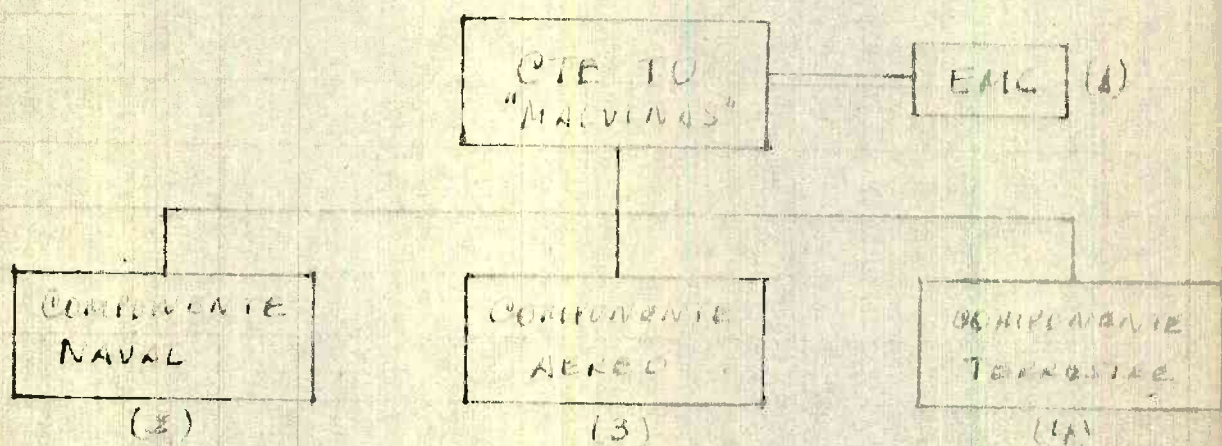 CTE TO
"MALVINAS"
EMC (1)
COMPONENTE
NAVAL
(2)
COMPONENTE
AEREO
(3)
COMPONENTE
TERRESTRE
(4)